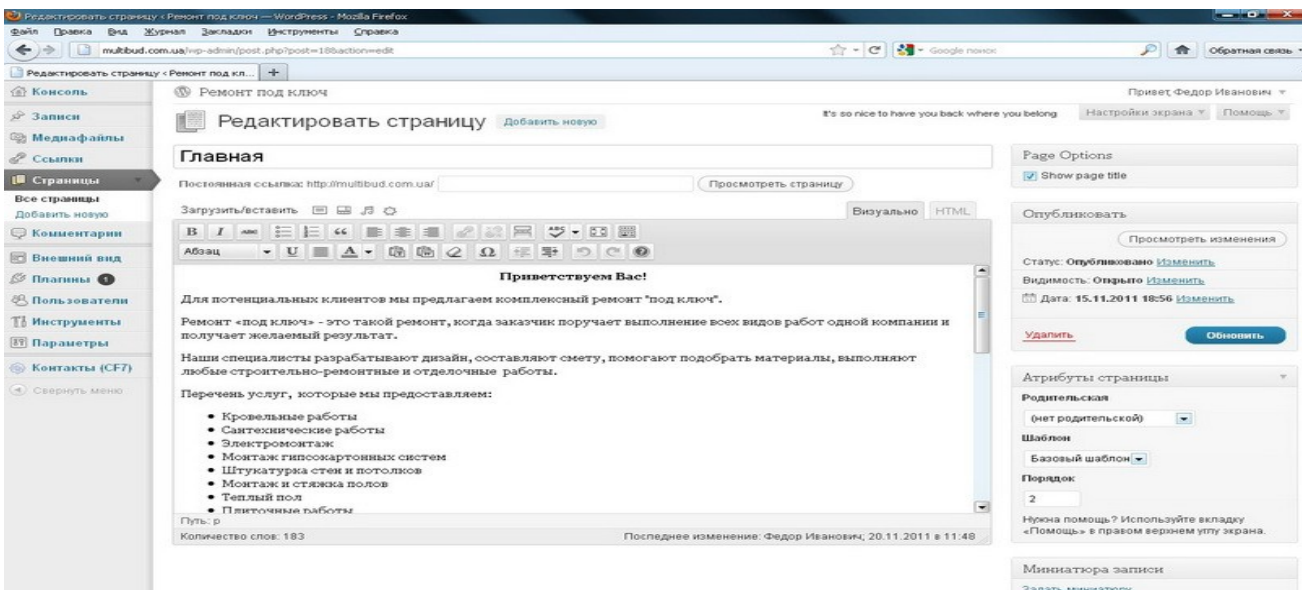 Редактировать страницу ‹ Ремонт под ключ — WordPress - Mozilla Firefox
Файл Правка Вид Журнал Закладки Инструменты Справка
multibud.com.ua/wp-admin/post.php?post=18&action=edit
Google поиск
Обратная связь
Редактировать страницу ‹ Ремонт под кл...
Консоль
Записи
Медиафайлы
Ссылки
Страницы
Все страницы
Добавить новую
Комментарии
Внешний вид
Плагины 1
Пользователи
Инструменты
Параметры
Контакты (CF7)
Свернуть меню
Ремонт под ключ
Привет, Федор Иванович
Редактировать страницу Добавить новую
It's so nice to have you back where you belong
Настройки экрана
Помощь
Главная
Постоянная ссылка: http://multibud.com.ua/
Просмотреть страницу
Загрузить/вставить
Визуально HTML
B I ABC
ABC
Абзац U A Ω
Приветствуем Вас!
Для потенциальных клиентов мы предлагаем комплексный ремонт "под ключ".
Ремонт «под ключ» - это такой ремонт, когда заказчик поручает выполнение всех видов работ одной компании и
получает желаемый результат.
Наши специалисты разрабатывают дизайн, составляют смету, помогают подобрать материалы, выполняют
любые строительно-ремонтные и отделочные работы.
Перечень услуг, которые мы предоставляем:
Кровельные работы
Сантехнические работы
Электромонтаж
Монтаж гипсокартонных систем
Штукатурка стен и потолков
Монтаж и стяжка полов
Теплый пол
Плиточные работы
Путь: p
Количество слов: 183
Последнее изменение: Федор Иванович; 20.11.2011 в 11:48
Page Options
Show page title
Опубликовать
Просмотреть изменения
Статус: Опубликовано Изменить
Видимость: Открыто Изменить
Дата: 15.11.2011 18:56 Изменить
Удалить
Обновить
Атрибуты страницы
Родительская
(нет родительской)
Шаблон
Базовый шаблон
Порядок
2
Нужна помощь? Используйте вкладку
«Помощь» в правом верхнем углу экрана.
Миниатюра записи
Задать миниатюру